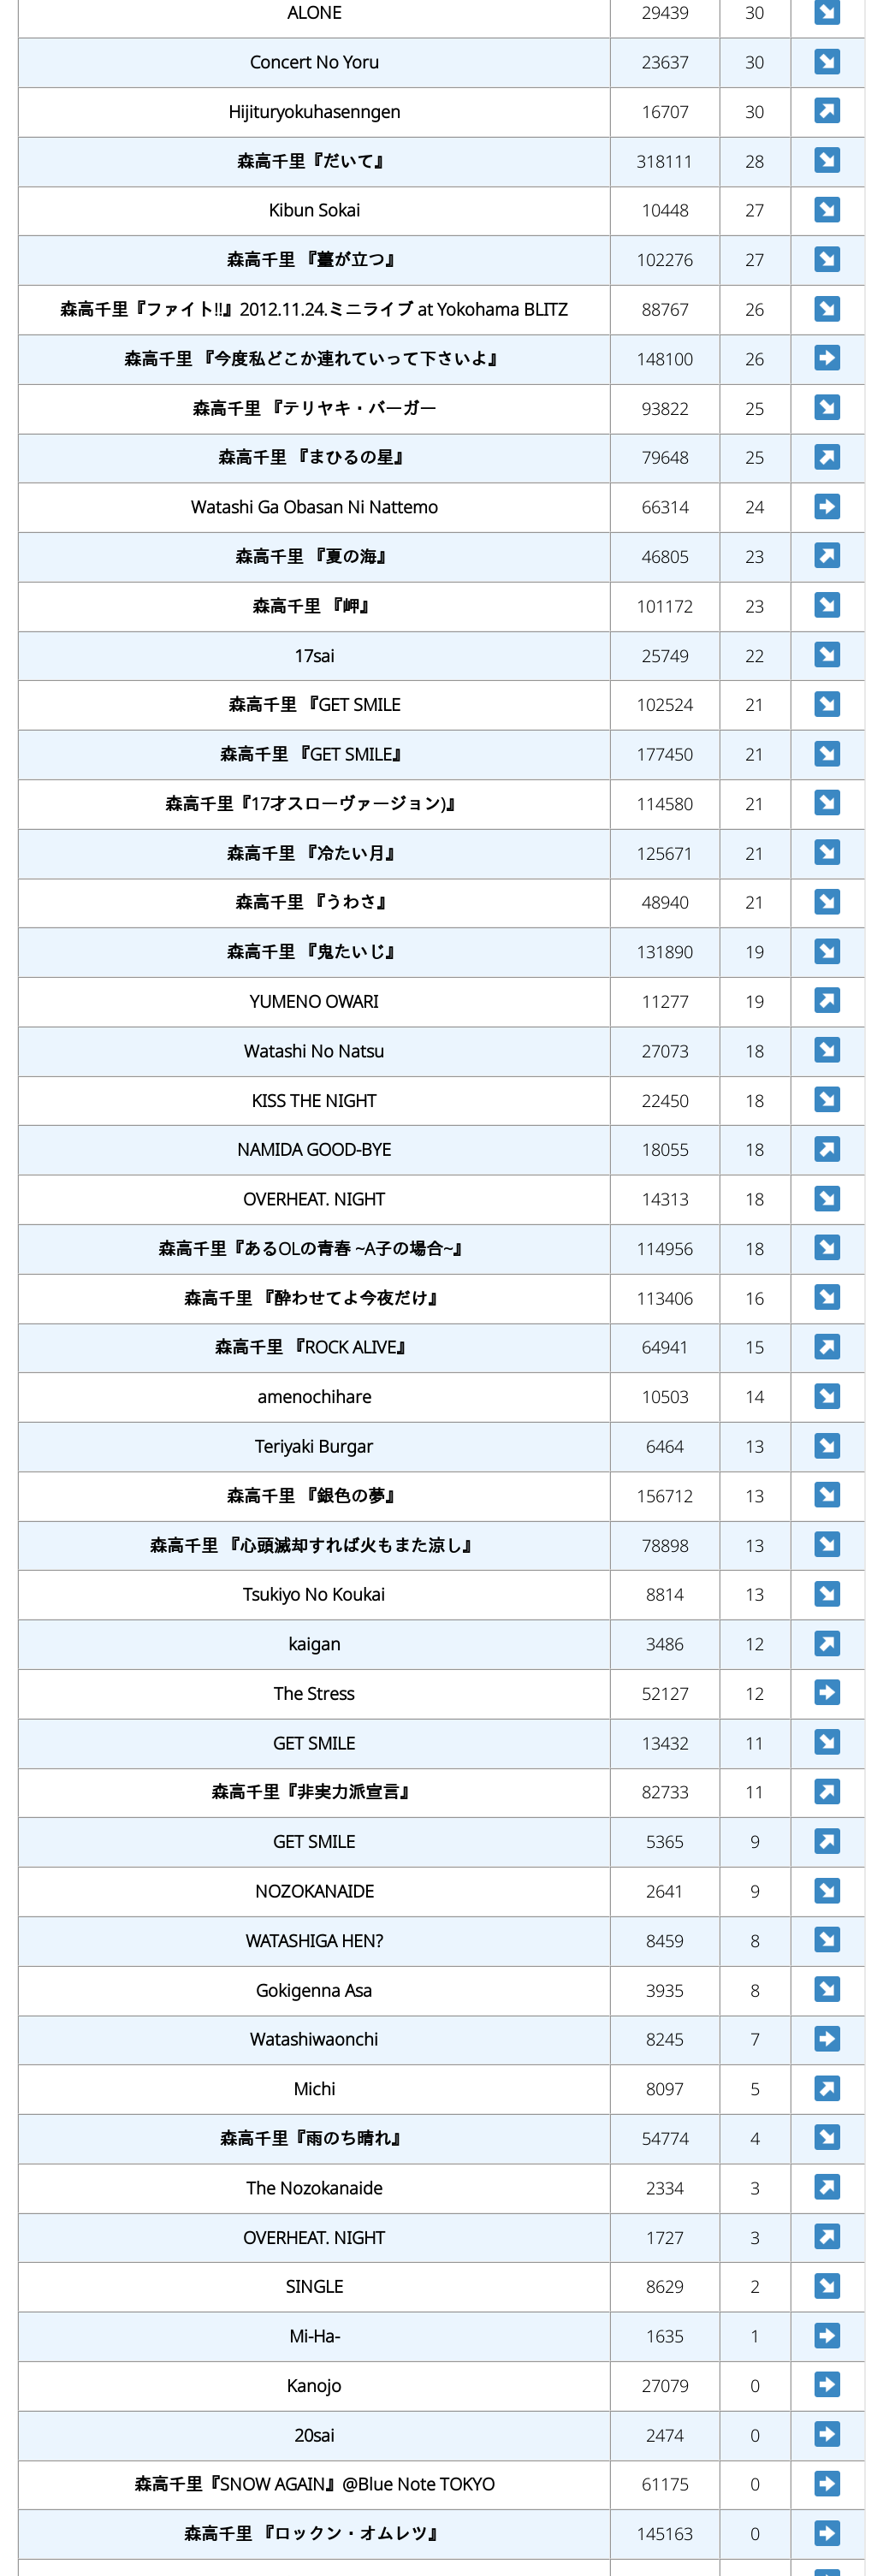 ALONE 29439 30
Concert No Yoru 23637 30
Hijituryokuhasenngen 16707 30
森高千里『だいて』 318111 28
Kibun Sokai 10448 27
森高千里 『薹が立つ』 102276 27
森高千里『ファイト!!』2012.11.24.ミニライブ at Yokohama BLITZ 88767 26
森高千里 『今度私どこか連れていって下さいよ』 148100 26
森高千里 『テリヤキ・バーガー 93822 25
森高千里 『まひるの星』 79648 25
Watashi Ga Obasan Ni Nattemo 66314 24
森高千里 『夏の海』 46805 23
森高千里 『岬』 101172 23
17sai 25749 22
森高千里 『GET SMILE 102524 21
森高千里 『GET SMILE』 177450 21
森高千里『17才スローヴァージョン)』 114580 21
森高千里 『冷たい月』 125671 21
森高千里 『うわさ』 48940 21
森高千里 『鬼たいじ』 131890 19
YUMENO OWARI 11277 19
Watashi No Natsu 27073 18
KISS THE NIGHT 22450 18
NAMIDA GOOD-BYE 18055 18
OVERHEAT. NIGHT 14313 18
森高千里『あるOLの青春 ~A子の場合~』 114956 18
森高千里 『酔わせてよ今夜だけ』 113406 16
森高千里 『ROCK ALIVE』 64941 15
amenochihare 10503 14
Teriyaki Burgar 6464 13
森高千里 『銀色の夢』 156712 13
森高千里 『心頭滅却すれば火もまた涼し』 78898 13
Tsukiyo No Koukai 8814 13
kaigan 3486 12
The Stress 52127 12
GET SMILE 13432 11
森高千里『非実力派宣言』 82733 11
GET SMILE 5365 9
NOZOKANAIDE 2641 9
WATASHIGA HEN? 8459 8
Gokigenna Asa 3935 8
Watashiwaonchi 8245 7
Michi 8097 5
森高千里『雨のち晴れ』 54774 4
The Nozokanaide 2334 3
OVERHEAT. NIGHT 1727 3
SINGLE 8629 2
Mi-Ha- 1635 1
Kanojo 27079 0
20sai 2474 0
森高千里『SNOW AGAIN』@Blue Note TOKYO 61175 0
森高千里 『ロックン・オムレツ』 145163 0